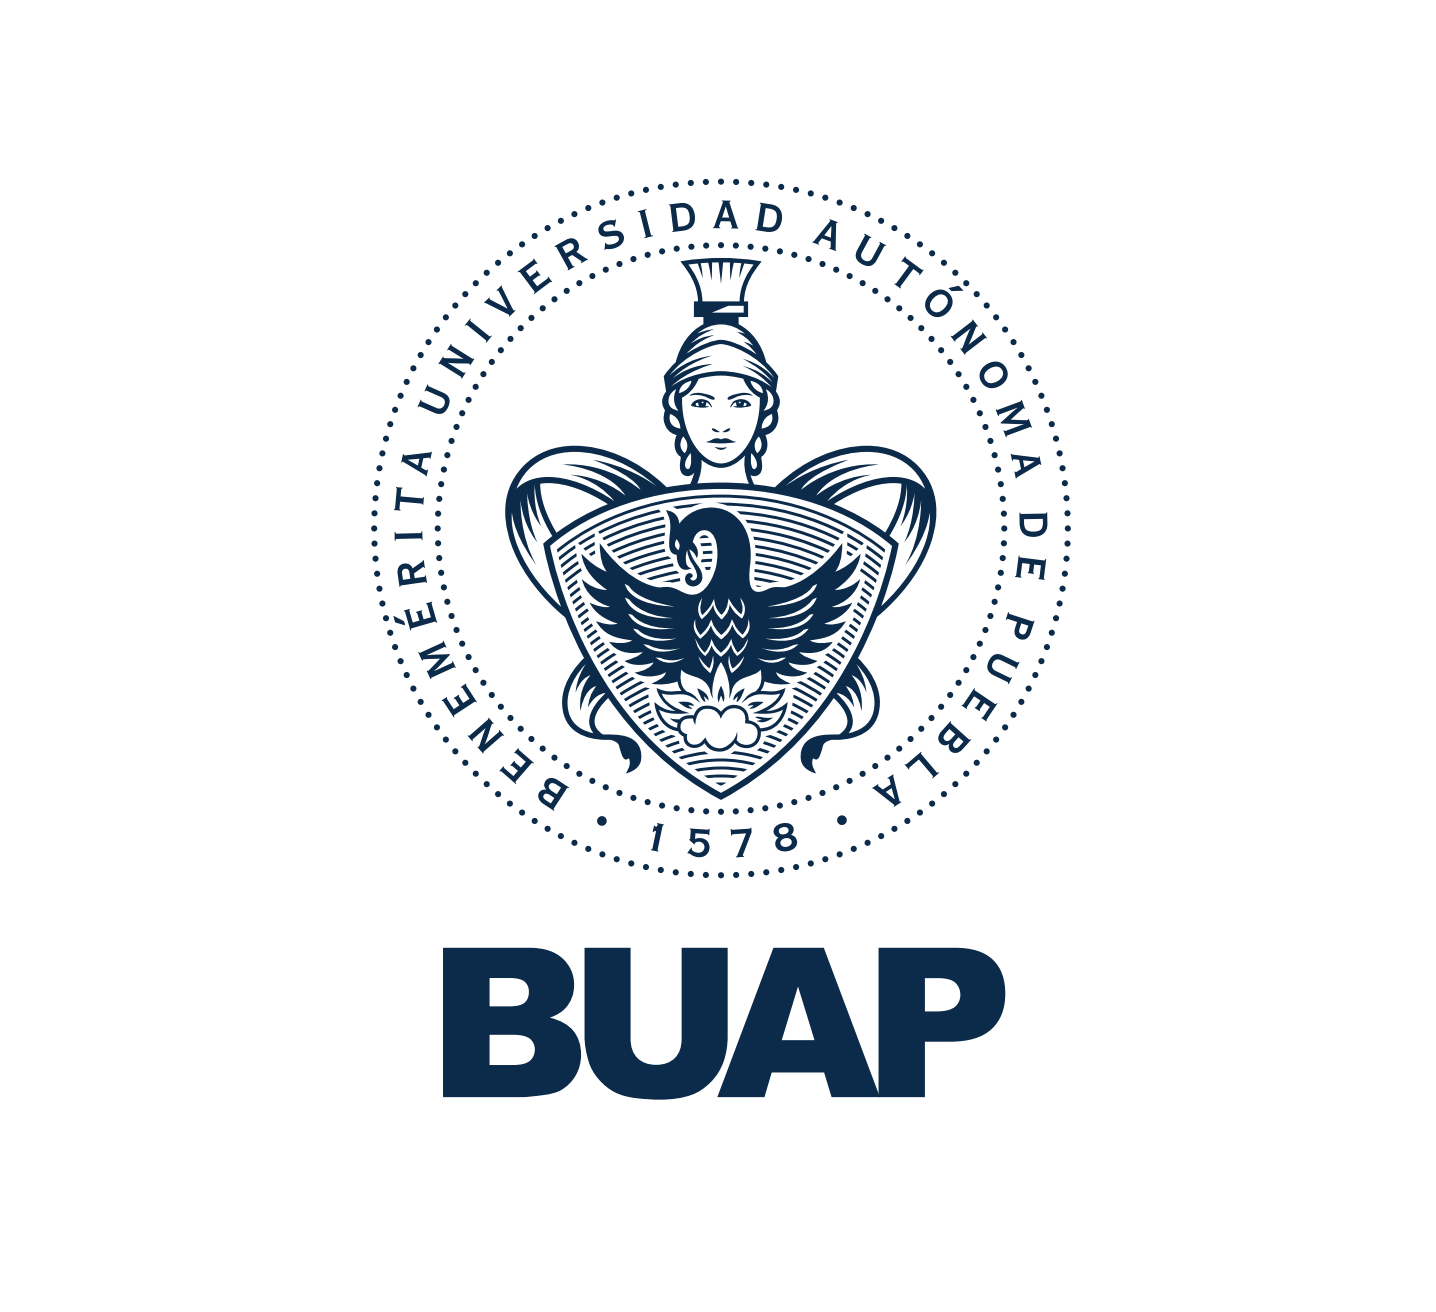 BENEMÉRITA UNIVERSIDAD AUTÓNOMA DE PUEBLA
• 1578 •
BUAP